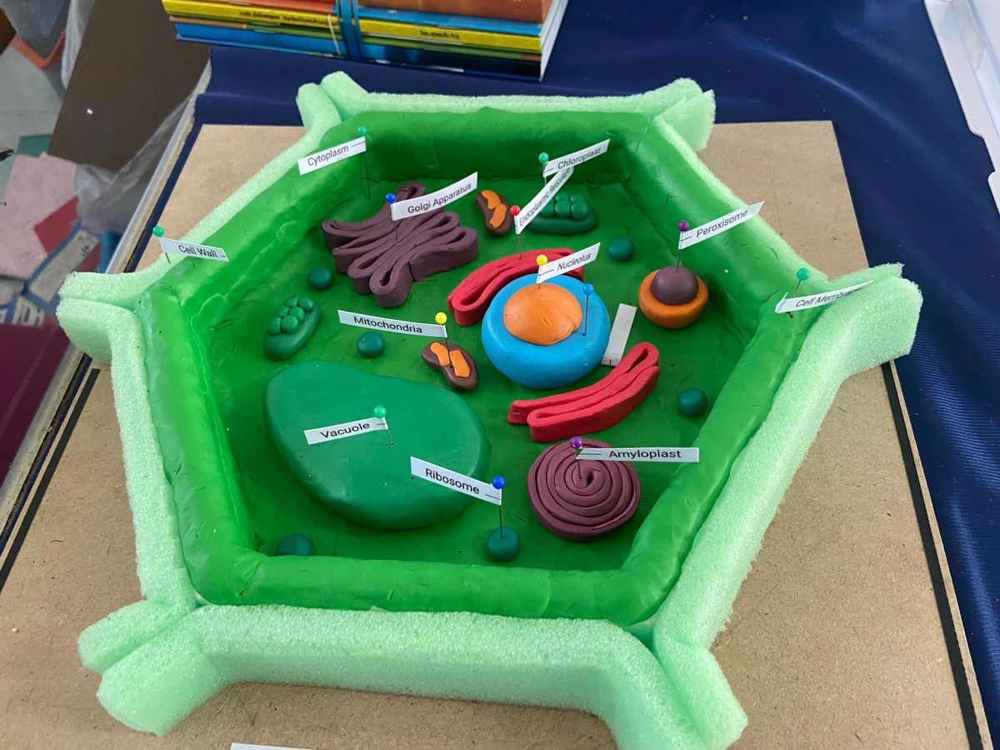 Cytoplasm
Chloroplast
Golgi Apparatus
Endoplasmic Reticulum
Peroxisome
Cell Wall
Nucleolus
Cell Membrane
Mitochondria
Vacuole
Amyloplast
Ribosome